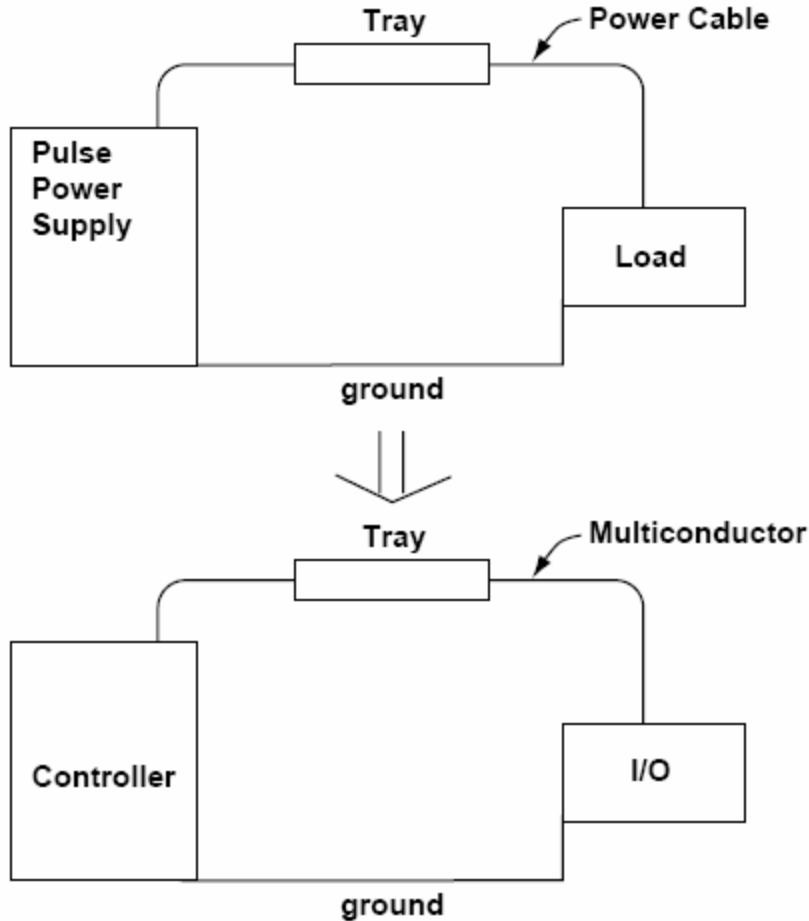 Tray
Power Cable
Pulse
Power
Supply
Load
ground
Tray
Multiconductor
Controller
I/O
ground